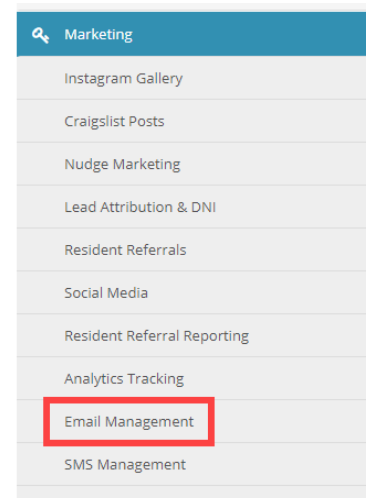 Marketing
Instagram Gallery
Craigslist Posts
Nudge Marketing
Lead Attribution & DNI
Resident Referrals
Social Media
Resident Referral Reporting
Analytics Tracking
Email Management
SMS Management